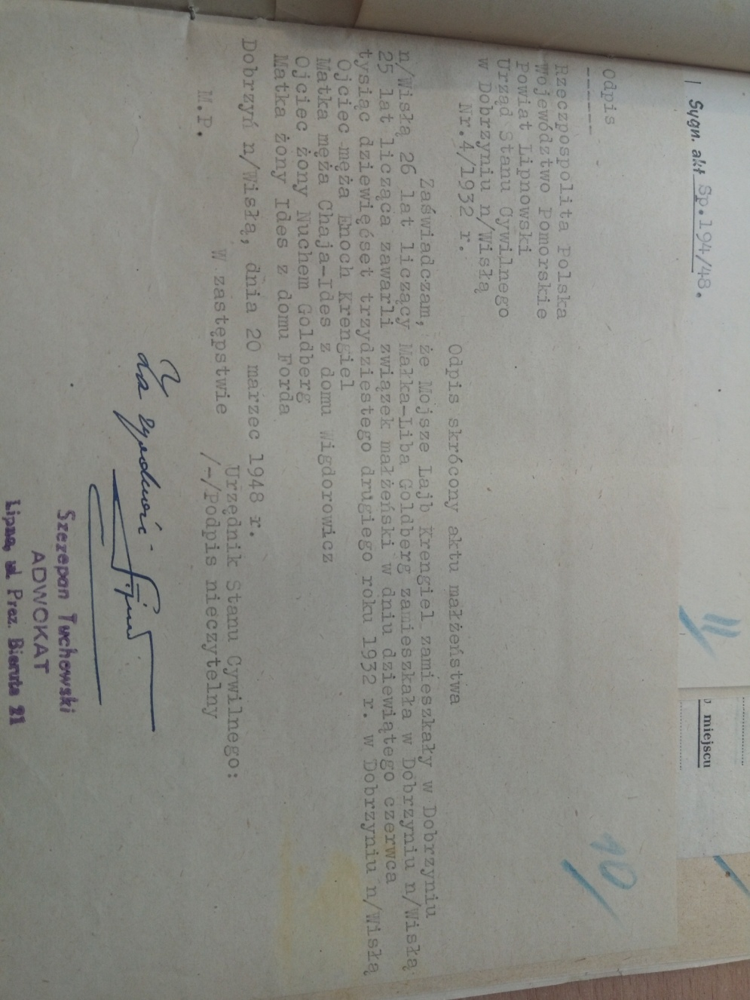 Sygn. akt Sp.194/48.
11
o miejscu
10
Odpis
------
Rzeczpospolita Polska
Województwo Pomorskie
Powiat Lipnowski
Urząd Stanu Cywilnego
w Dobrzyniu n/Wisłą
Nr.4/1932 r.
Odpis skrócony aktu małżeństwa
Zaświadczam, że Mojsze Lajb Krengiel zamieszkały w Dobrzyniu
n/Wisłą 26 lat liczący Małka-Liba Goldberg zamieszkała w Dobrzyniu n/Wisłą
25 lat licząca zawarli związek małżeński w dniu dziewiątego czerwca
tysiąc dziewięćset trzydziestego drugiego roku 1932 r. w Dobrzyniu n/Wisłą
Ojciec męża Enoch Krengiel
Matka męża Chaja-Ides z domu Wigdorowicz
Ojciec żony Nuchem Goldberg
Matka żony Ides z domu Forda
Dobrzyń n/Wisłą, dnia 20 marzec 1948 r.
Urzędnik Stanu Cywilnego:
M.P. W zastępstwie /-/Podpis nieczytelny
Za zgodność
Szczepan Tuchowski
ADWOKAT
Lipno, ul. Prez. Bieruta 21